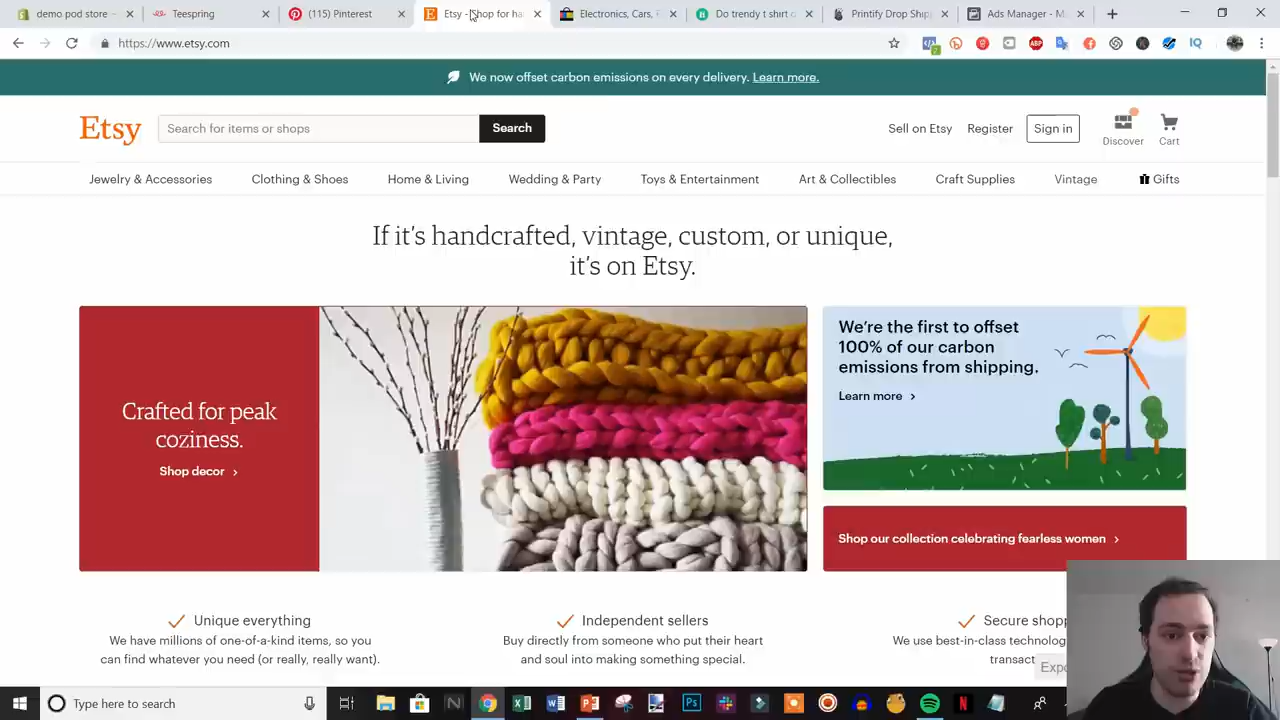 demo pod store -
Teespring
(115) Pinterest
Etsy - Shop for ha
Electronics, Cars, F
Do trendy t shirt o
Printify Drop Ship
Ads Manager - M
https://www.etsy.com
ABP
IQ
We now offset carbon emissions on every delivery. Learn more.
Etsy
Search for items or shops
Search
Sell on Etsy
Register
Sign in
Discover
Cart
Jewelry & Accessories
Clothing & Shoes
Home & Living
Wedding & Party
Toys & Entertainment
Art & Collectibles
Craft Supplies
Vintage
Gifts
If it's handcrafted, vintage, custom, or unique,
it's on Etsy.
Crafted for peak
coziness.
Shop decor
We're the first to offset
100% of our carbon
emissions from shipping.
Learn more
Shop our collection celebrating fearless women
Unique everything
We have millions of one-of-a-kind items, so you
can find whatever you need (or really, really want).
Independent sellers
Buy directly from someone who put their heart
and soul into making something special.
Secure shopp
We use best-in-class technolog
transact
Expo
Type here to search